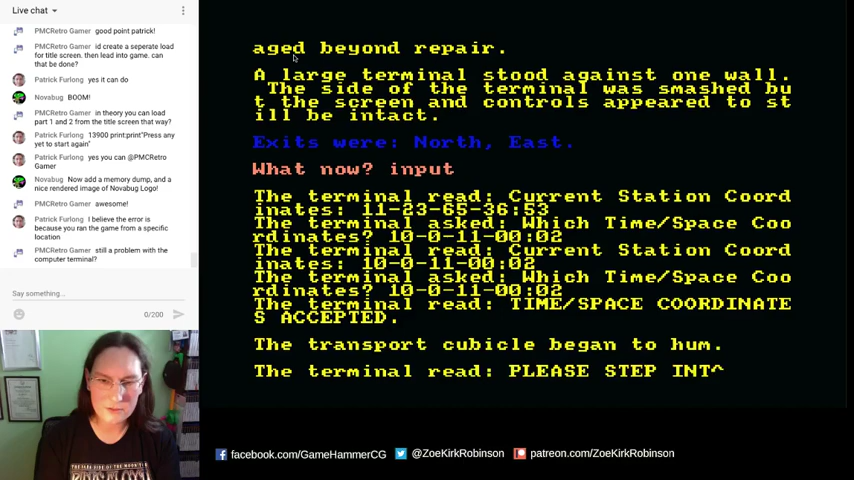 Live chat
PMCRetro Gamer good point patrick!
PMCRetro Gamer id create a seperate load
for title screen. then lead into game. can
that be done?
Patrick Furlong yes it can do
Novabug BOOM!
PMCRetro Gamer in theory you can load
part 1 and 2 from the title screen that way?
Patrick Furlong 13900 print:print"Press any
yet to start again"
Patrick Furlong yes you can @PMCRetro
Gamer
Novabug Now add a memory dump, and a
nice rendered image of Novabug Logo!
PMCRetro Gamer awesome!
Patrick Furlong I believe the error is
because you ran the game from a specific
location
PMCRetro Gamer still a problem with the
computer terminal?
Say something...
0/200
aged beyond repair.
A large terminal stood against one wall.
The side of the terminal was smashed bu
t the screen and controls appeared to st
ill be intact.
Exits were: North, East.
What now? input
The terminal read: Current Station Coord
inates: 11-23-65-36:53
The terminal asked: Which Time/Space Coo
rdinates? 10-0-11-00:02
The terminal read: Current Station Coord
inates: 10-0-11-00:02
The terminal asked: Which Time/Space Coo
rdinates? 10-0-11-00:02
The terminal read: TIME/SPACE COORDINATE
S ACCEPTED.
The transport cubicle began to hum.
The terminal read: PLEASE STEP INT^
facebook.com/GameHammerCG
@ZoeKirkRobinson
patreon.com/ZoeKirkRobinson